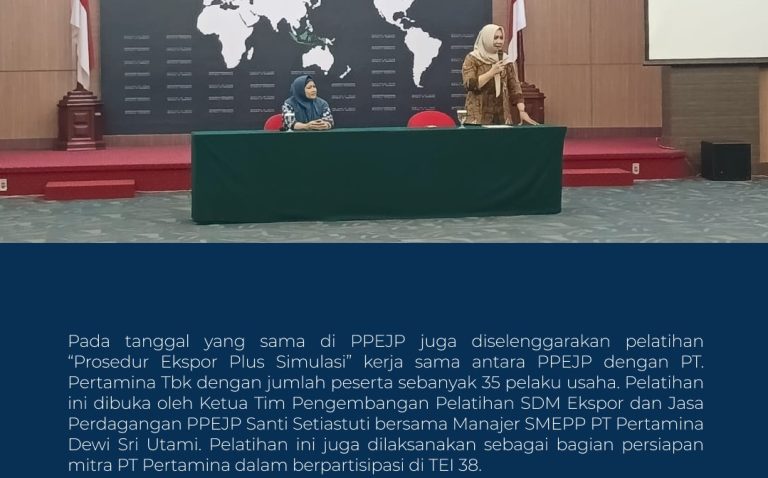 Pada tanggal yang sama di PPEJP juga diselenggarakan pelatihan
“Prosedur Ekspor Plus Simulasi” kerja sama antara PPEJP dengan PT.
Pertamina Tbk dengan jumlah peserta sebanyak 35 pelaku usaha. Pelatihan
ini dibuka oleh Ketua Tim Pengembangan Pelatihan SDM Ekspor dan Jasa
Perdagangan PPEJP Santi Setiastuti bersama Manajer SMEPP PT Pertamina
Dewi Sri Utami. Pelatihan ini juga dilaksanakan sebagai bagian persiapan
mitra PT Pertamina dalam berpartisipasi di TEI 38.